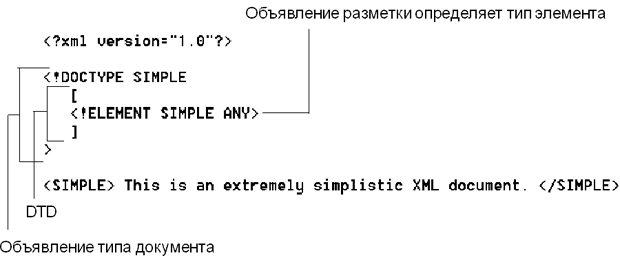 Объявление разметки определяет тип элемента
<?xml version="1.0"?>
<!DOCTYPE SIMPLE
[
<!ELEMENT SIMPLE ANY>
]
>
<SIMPLE> This is an extremely simplistic XML document. </SIMPLE>
DTD
Объявление типа документа